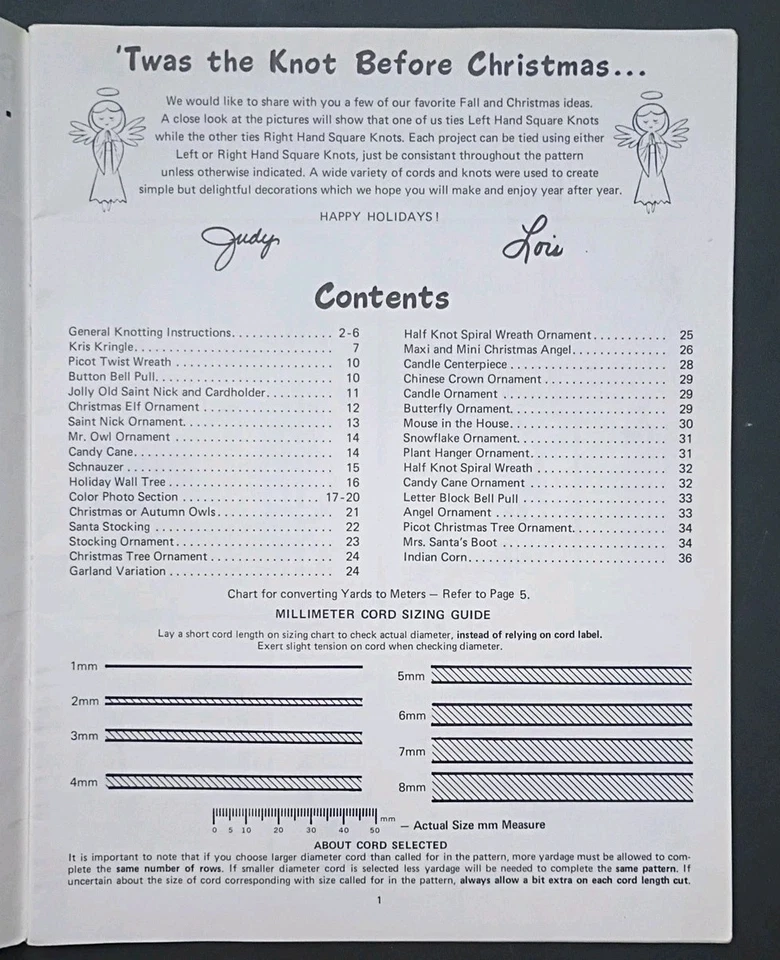 'Twas the Knot Before Christmas...
We would like to share with you a few of our favorite Fall and Christmas ideas.
A close look at the pictures will show that one of us ties Left Hand Square Knots
while the other ties Right Hand Square Knots. Each project can be tied using either
Left or Right Hand Square Knots, just be consistant throughout the pattern
unless otherwise indicated. A wide variety of cords and knots were used to create
simple but delightful decorations which we hope you will make and enjoy year after year.
HAPPY HOLIDAYS!
Judy
Lois
Contents
General Knotting Instructions. . . . . . . . . . . . . . . 2-6
Kris Kringle. . . . . . . . . . . . . . . . . . . . . . . . . . . . . 7
Picot Twist Wreath . . . . . . . . . . . . . . . . . . . . . . . 10
Button Bell Pull. . . . . . . . . . . . . . . . . . . . . . . . . . 10
Jolly Old Saint Nick and Cardholder. . . . . . . . . . 11
Christmas Elf Ornament . . . . . . . . . . . . . . . . . . . 12
Saint Nick Ornament. . . . . . . . . . . . . . . . . . . . . . 13
Mr. Owl Ornament . . . . . . . . . . . . . . . . . . . . . . . 14
Candy Cane. . . . . . . . . . . . . . . . . . . . . . . . . . . . . 14
Schnauzer . . . . . . . . . . . . . . . . . . . . . . . . . . . . . . 15
Holiday Wall Tree . . . . . . . . . . . . . . . . . . . . . . . . 16
Color Photo Section . . . . . . . . . . . . . . . . . . . . 17-20
Christmas or Autumn Owls. . . . . . . . . . . . . . . . . 21
Santa Stocking . . . . . . . . . . . . . . . . . . . . . . . . . . 22
Stocking Ornament. . . . . . . . . . . . . . . . . . . . . . . 23
Christmas Tree Ornament . . . . . . . . . . . . . . . . . . 24
Garland Variation . . . . . . . . . . . . . . . . . . . . . . . . 24
Half Knot Spiral Wreath Ornament. . . . . . . . . . . 25
Maxi and Mini Christmas Angel. . . . . . . . . . . . . . 26
Candle Centerpiece . . . . . . . . . . . . . . . . . . . . . . . 28
Chinese Crown Ornament . . . . . . . . . . . . . . . . . . 29
Candle Ornament . . . . . . . . . . . . . . . . . . . . . . . . 29
Butterfly Ornament. . . . . . . . . . . . . . . . . . . . . . . 29
Mouse in the House. . . . . . . . . . . . . . . . . . . . . . . 30
Snowflake Ornament. . . . . . . . . . . . . . . . . . . . . . 31
Plant Hanger Ornament. . . . . . . . . . . . . . . . . . . . 31
Half Knot Spiral Wreath . . . . . . . . . . . . . . . . . . . 32
Candy Cane Ornament . . . . . . . . . . . . . . . . . . . . 32
Letter Block Bell Pull . . . . . . . . . . . . . . . . . . . . . 33
Angel Ornament . . . . . . . . . . . . . . . . . . . . . . . . . 33
Picot Christmas Tree Ornament. . . . . . . . . . . . . . 34
Mrs. Santa's Boot . . . . . . . . . . . . . . . . . . . . . . . . 34
Indian Corn. . . . . . . . . . . . . . . . . . . . . . . . . . . . . 36
Chart for converting Yards to Meters — Refer to Page 5.
MILLIMETER CORD SIZING GUIDE
Lay a short cord length on sizing chart to check actual diameter, instead of relying on cord label.
Exert slight tension on cord when checking diameter.
1mm
2mm
3mm
4mm
5mm
6mm
7mm
8mm
mm — Actual Size mm Measure
0 5 10 20 30 40 50
ABOUT CORD SELECTED
It is important to note that if you choose larger diameter cord than called for in the pattern, more yardage must be allowed to com-
plete the same number of rows. If smaller diameter cord is selected less yardage will be needed to complete the same pattern. If
uncertain about the size of cord corresponding with size called for in the pattern, always allow a bit extra on each cord length cut.
1